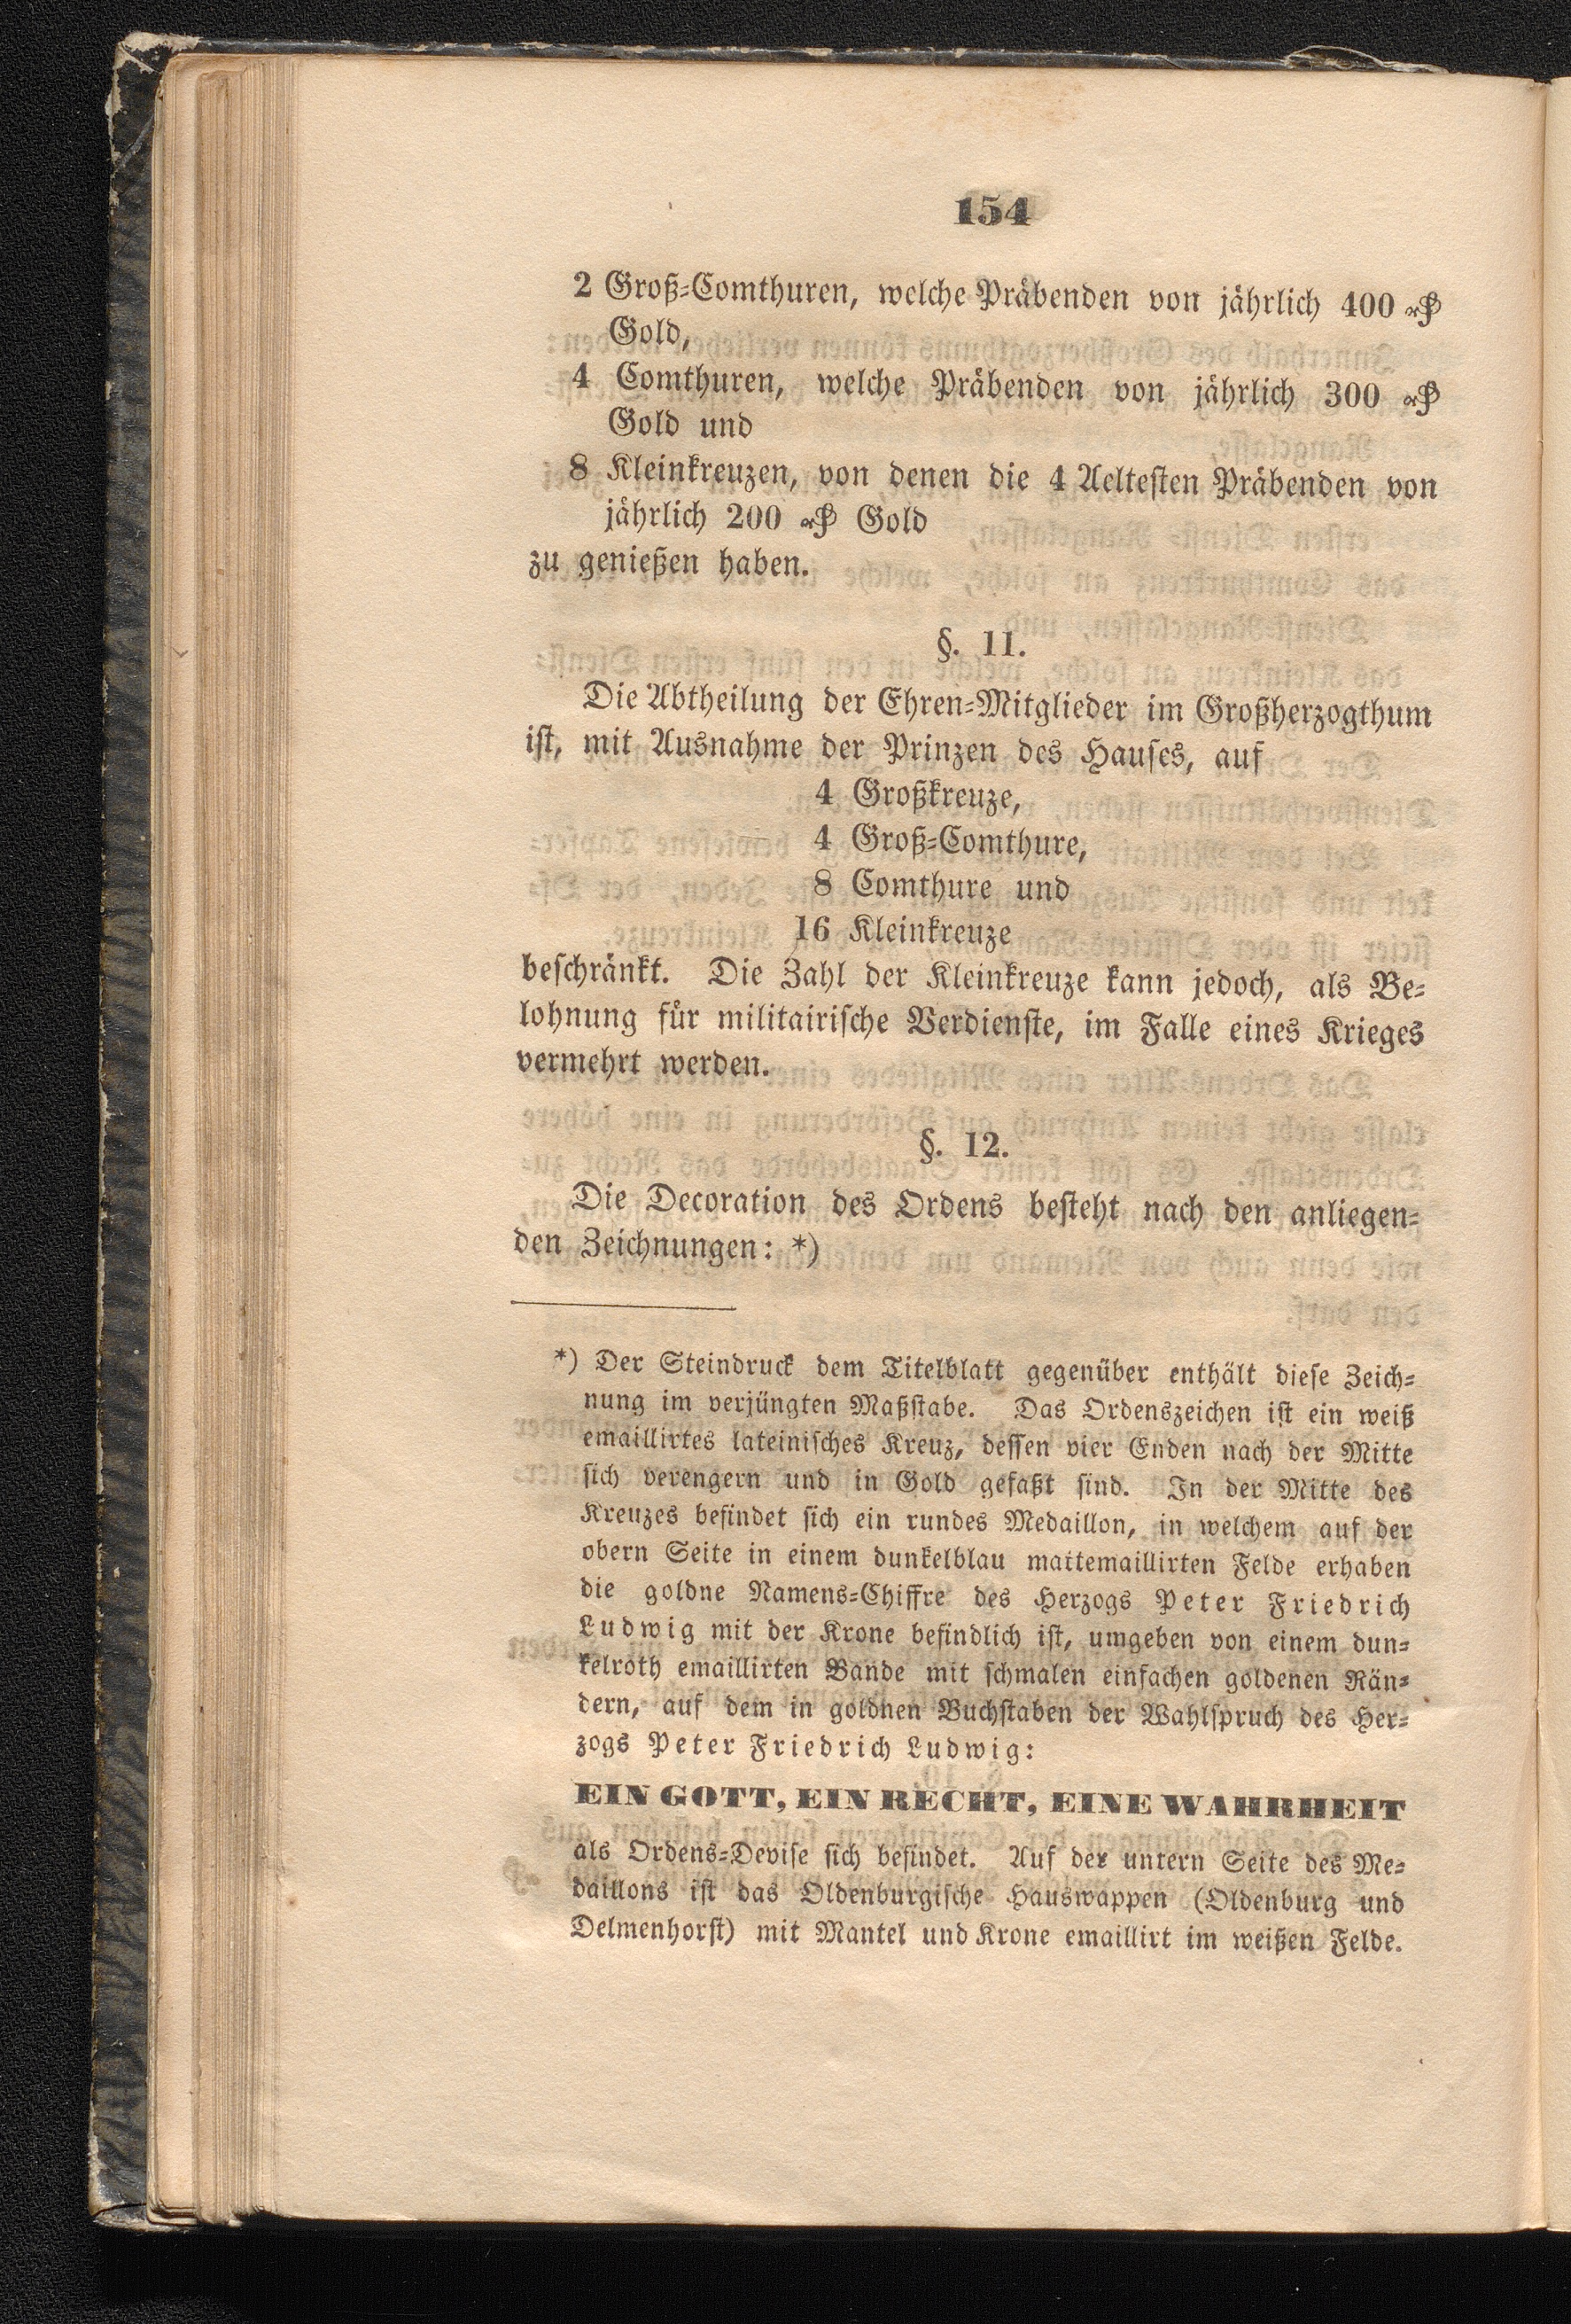 154
2 Groß-Comthuren, welche Präbenden von jährlich 400 ₰
Gold,
4 Comthuren, welche Präbenden von jährlich 300 ₰
Gold und
8 Kleinkreuzen, von denen die 4 Aeltesten Präbenden von
jährlich 200 ₰ Gold
zu genießen haben.
§. 11.
Die Abtheilung der Ehren-Mitglieder im Großherzogthum
ist, mit Ausnahme der Prinzen des Hauses, auf
4 Großkreuze,
4 Groß-Comthure,
8 Comthure und
16 Kleinkreuze
beschränkt. Die Zahl der Kleinkreuze kann jedoch, als Be-
lohnung für militairische Verdienste, im Falle eines Krieges
vermehrt werden.
§. 12.
Die Decoration des Ordens besteht nach den anliegen-
den Zeichnungen: *)
*) Der Steindruck dem Titelblatt gegenüber enthält diese Zeich-
nung im verjüngten Maßstabe. Das Ordenszeichen ist ein weiß
emaillirtes lateinisches Kreuz, dessen vier Enden nach der Mitte
sich verengern und in Gold gefaßt sind. In der Mitte des
Kreuzes befindet sich ein rundes Medaillon, in welchem auf der
obern Seite in einem dunkelblau mattemaillirten Felde erhaben
die goldne Namens-Chiffre des Herzogs Peter Friedrich
Ludwig mit der Krone befindlich ist, umgeben von einem dun-
kelroth emaillirten Bande mit schmalen einfachen goldenen Rän-
dern, auf dem in goldnen Buchstaben der Wahlspruch des Her-
zogs Peter Friedrich Ludwig:
EIN GOTT, EIN RECHT, EINE WAHRHEIT
als Ordens-Devise sich befindet. Auf der untern Seite des Me-
daillons ist das Oldenburgische Hauswappen (Oldenburg und
Delmenhorst) mit Mantel und Krone emaillirt im weißen Felde.